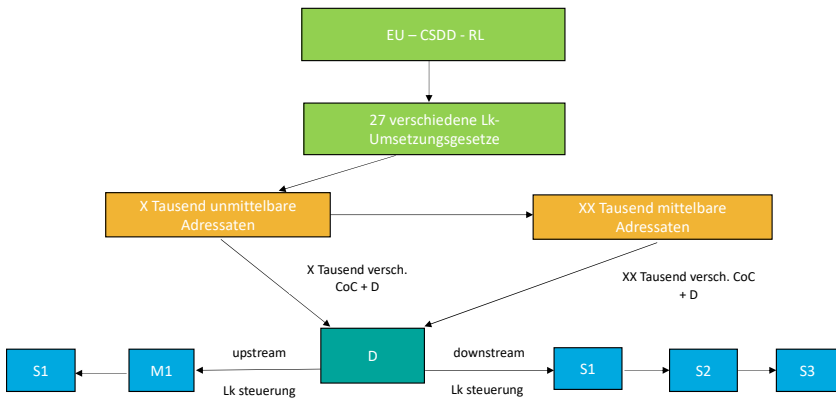 EU – CSDD - RL
27 verschiedene Lk-
Umsetzungsgesetze
X Tausend unmittelbare
Adressaten
XX Tausend mittelbare
Adressaten
X Tausend versch.
CoC + D
XX Tausend versch. CoC
+ D
S1
M1
upstream
Lk steuerung
D
downstream
Lk steuerung
S1
S2
S3